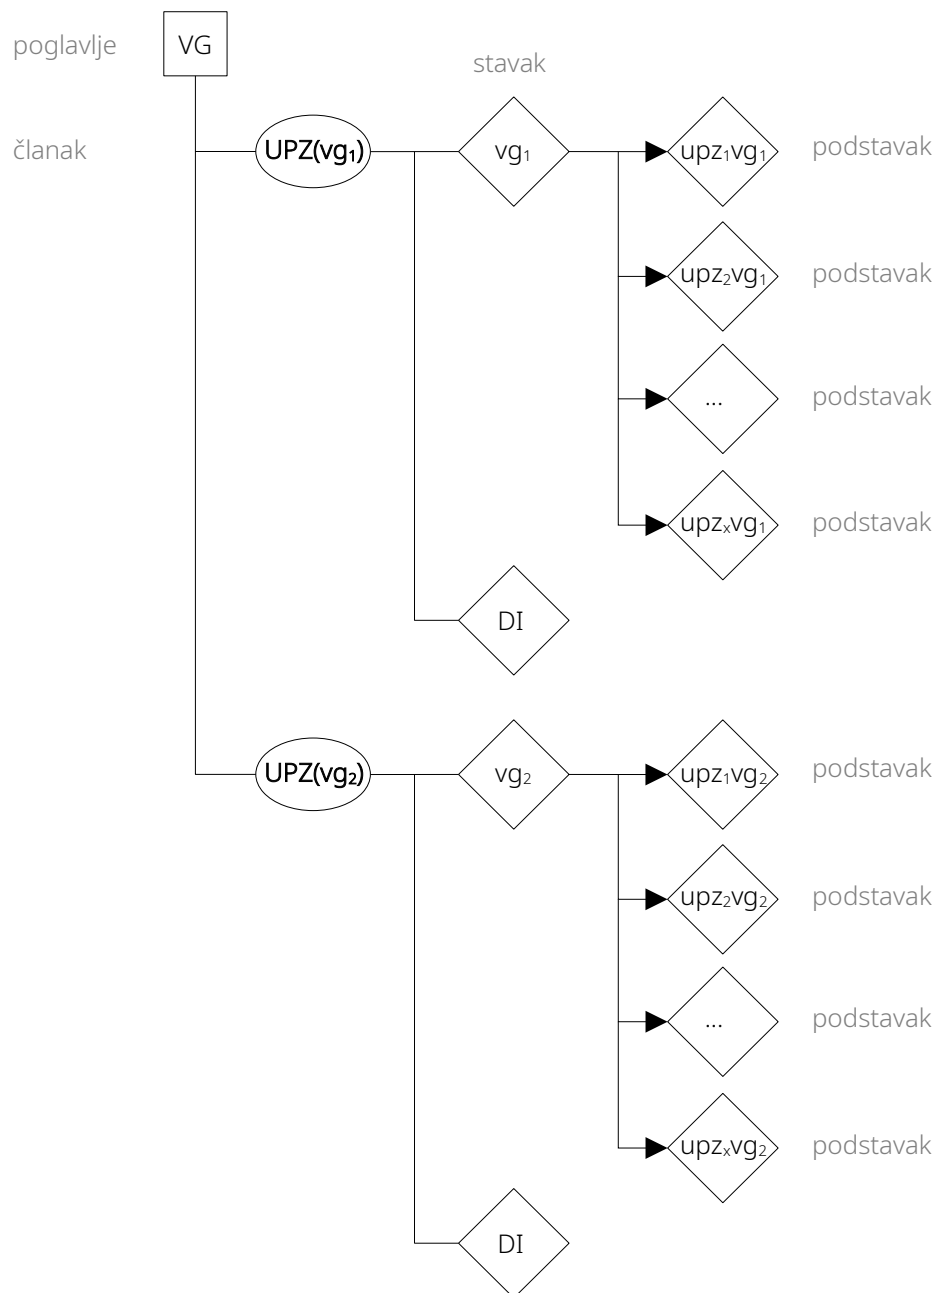 poglavlje
VG
stavak
članak
UPZ(vg₁)
vg₁
upz₁vg₁
podstavak
upz₂vg₁
podstavak
...
podstavak
upzₓvg₁
podstavak
DI
UPZ(vg₂)
vg₂
upz₁vg₂
podstavak
upz₂vg₂
podstavak
...
podstavak
upzₓvg₂
podstavak
DI